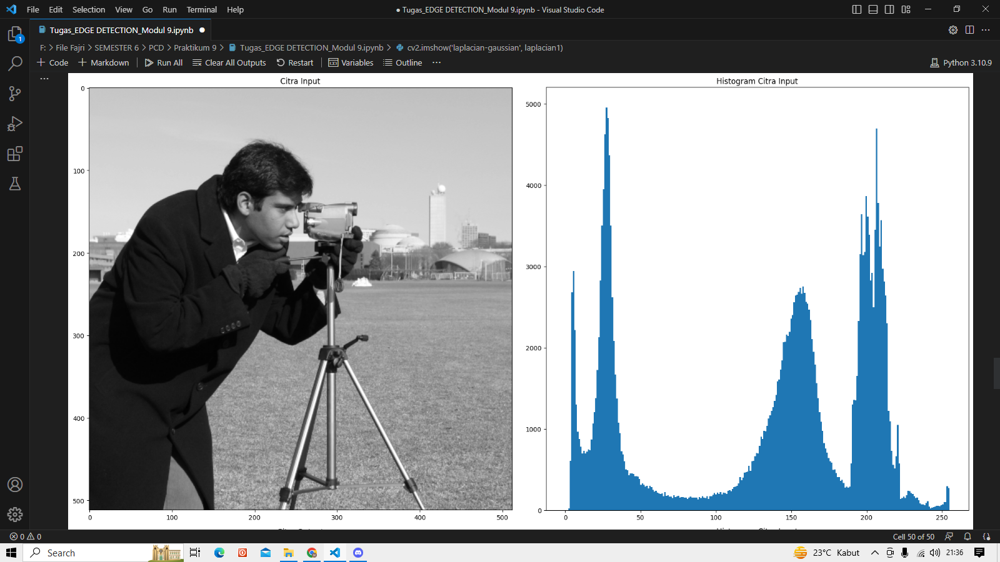 File Edit Selection View Go Run Terminal Help
● Tugas_EDGE DETECTION_Modul 9.ipynb - Visual Studio Code
Tugas_EDGE DETECTION_Modul 9.ipynb ●
F: > File Fajri > SEMESTER 6 > PCD > Praktikum 9 > Tugas_EDGE DETECTION_Modul 9.ipynb > cv2.imshow('laplacian-gaussian', laplacian1)
+ Code + Markdown Run All Clear All Outputs Restart Variables Outline ...
Python 3.10.9
1
...
Citra Input
0
100
200
300
400
500
0 100 200 300 400 500
Histogram Citra Input
5000
4000
3000
2000
1000
0
0 50 100 150 200 250
0 0
Cell 50 of 50
Search
23°C Kabut
21:36